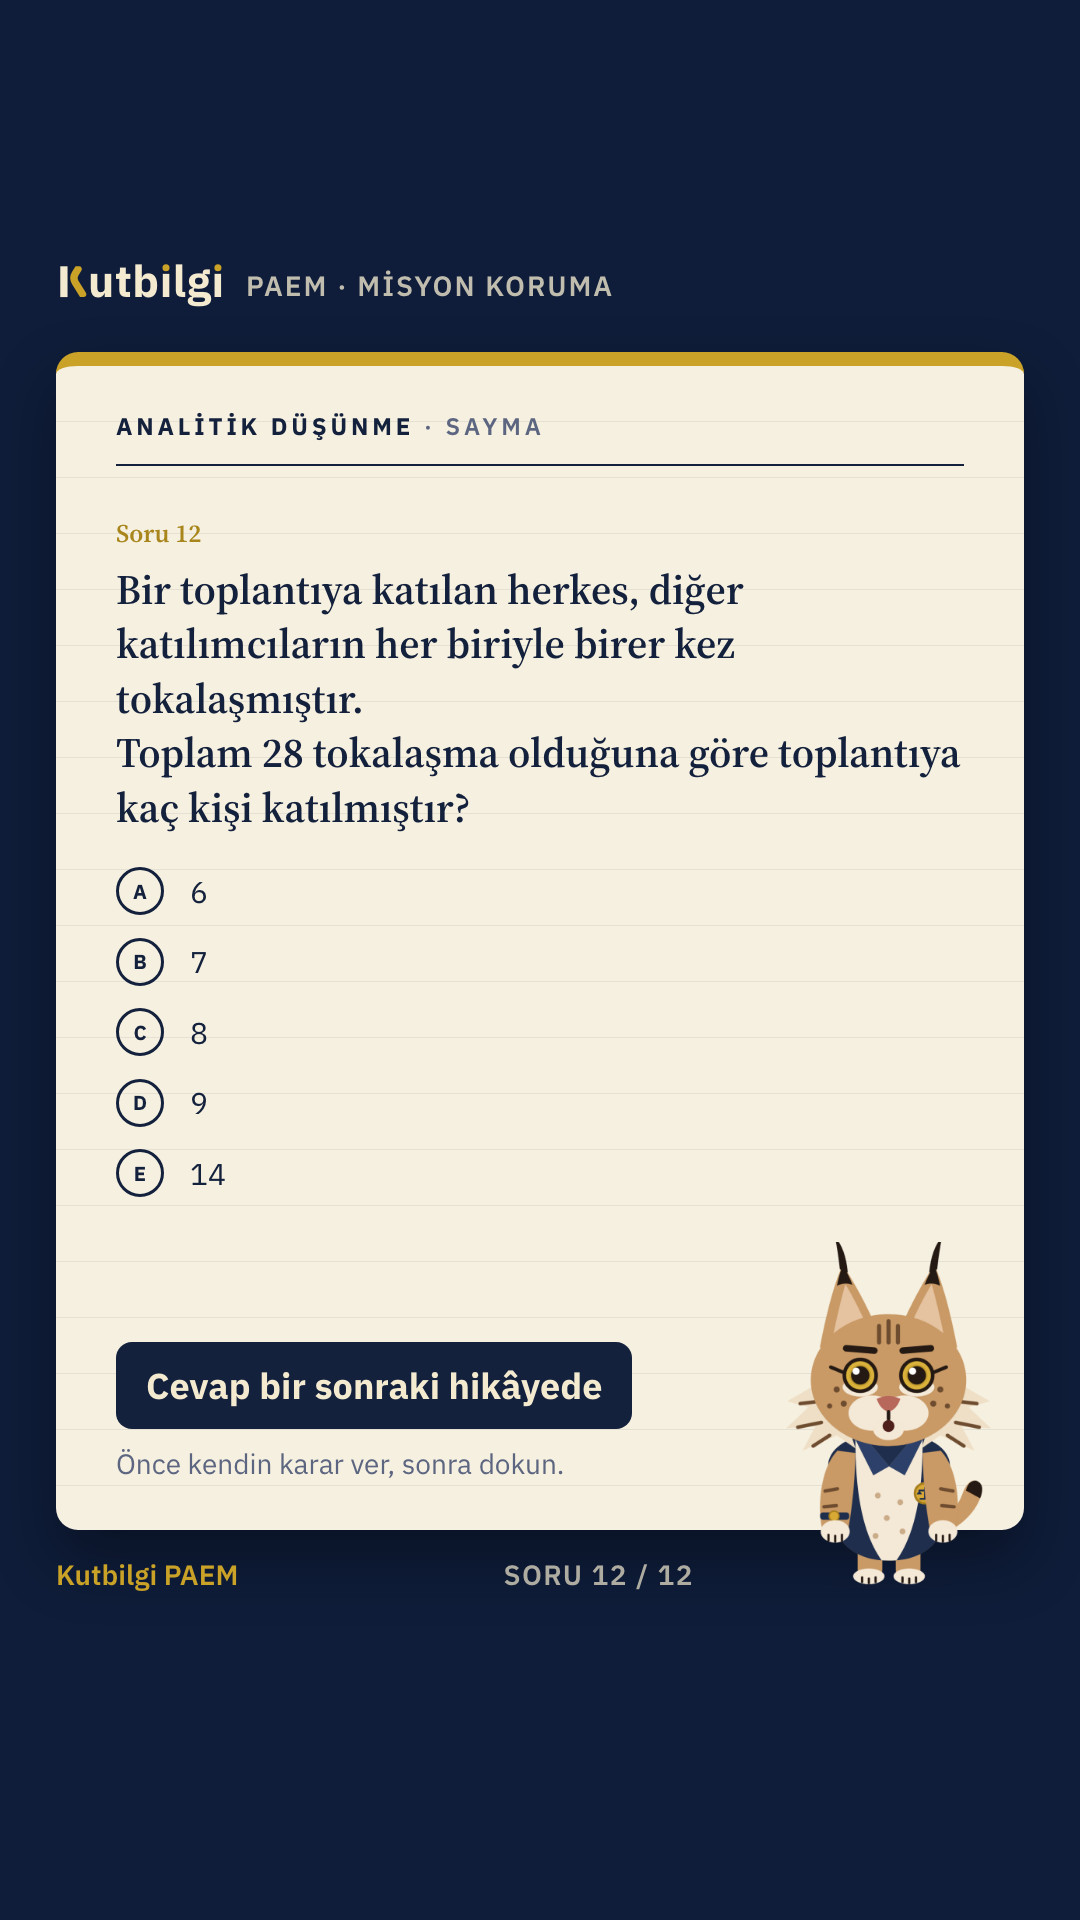 Kutbilgi PAEM · MİSYON KORUMA
ANALİTİK DÜŞÜNME · SAYMA
Soru 12
Bir toplantıya katılan herkes, diğer
katılımcıların her biriyle birer kez
tokalaşmıştır.
Toplam 28 tokalaşma olduğuna göre toplantıya
kaç kişi katılmıştır?
A 6
B 7
C 8
D 9
E 14
Cevap bir sonraki hikâyede
Önce kendin karar ver, sonra dokun.
Kutbilgi PAEM SORU 12 / 12